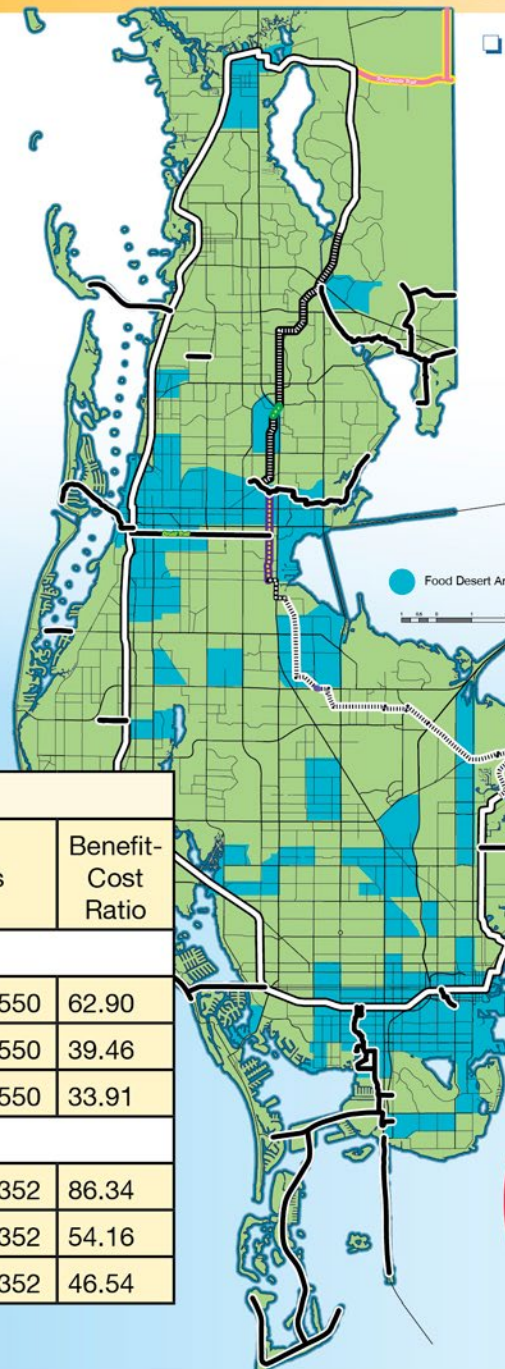 Food Desert Ar
s
Benefit-
Cost
Ratio
550 62.90
550 39.46
550 33.91
352 86.34
352 54.16
352 46.54